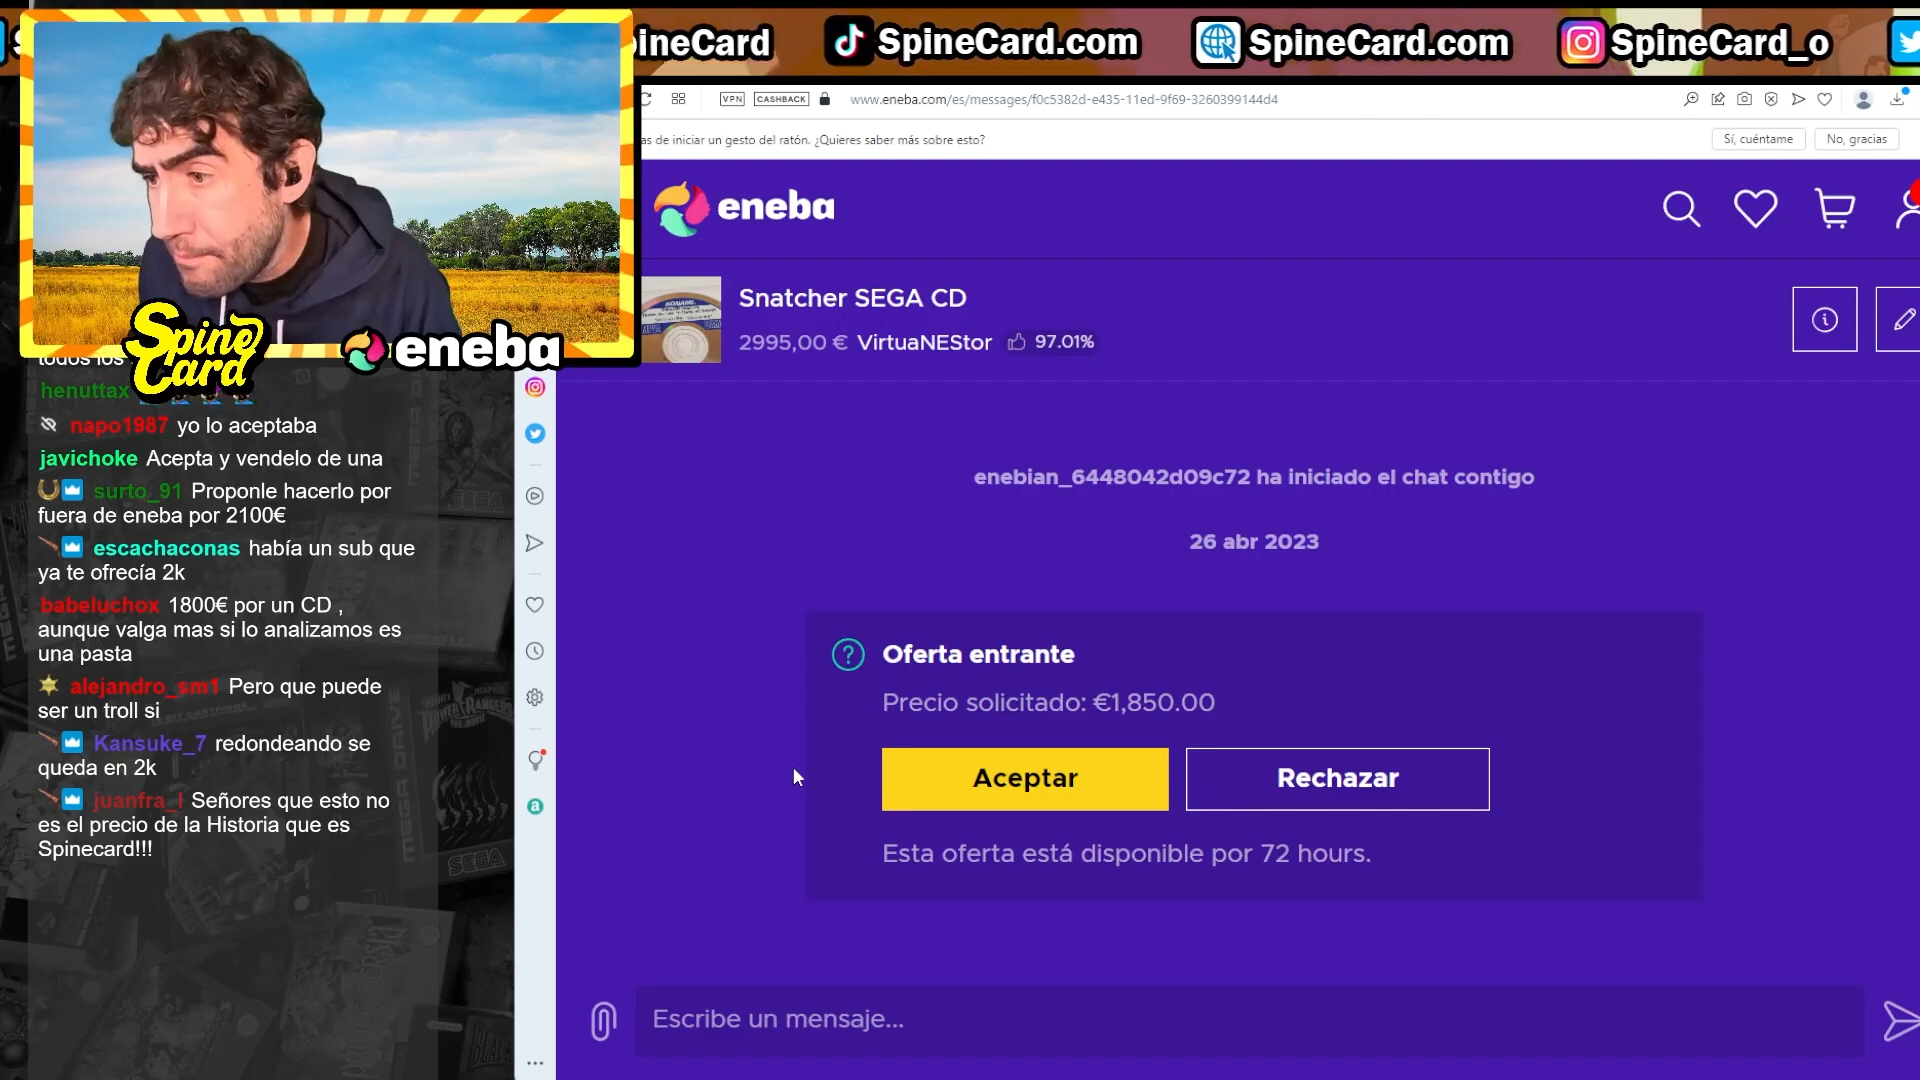 ineCard
SpineCard.com
SpineCard.com
SpineCard_o
VPN
CASHBACK
www.eneba.com/es/messages/f0c5382d-e435-11ed-9f69-3260399144d4
as de iniciar un gesto del ratón. ¿Quieres saber más sobre esto?
Sí, cuéntame
No, gracias
eneba
Snatcher SEGA CD
2995,00 € VirtuaNEStor 97.01%
KONAMI
Spine
Card
eneba
todos los
henuttax
napo1987 yo lo aceptaba
javichoke Acepta y vendelo de una
surto_91 Proponle hacerlo por
fuera de eneba por 2100€
escachaconas había un sub que
ya te ofrecía 2k
babeluchox 1800€ por un CD ,
aunque valga mas si lo analizamos es
una pasta
alejandro_sm1 Pero que puede
ser un troll si
Kansuke_7 redondeando se
queda en 2k
juanfra_l Señores que esto no
es el precio de la Historia que es
Spinecard!!!
enebian_6448042d09c72 ha iniciado el chat contigo
26 abr 2023
Oferta entrante
Precio solicitado: €1,850.00
Aceptar
Rechazar
Esta oferta está disponible por 72 hours.
Escribe un mensaje...